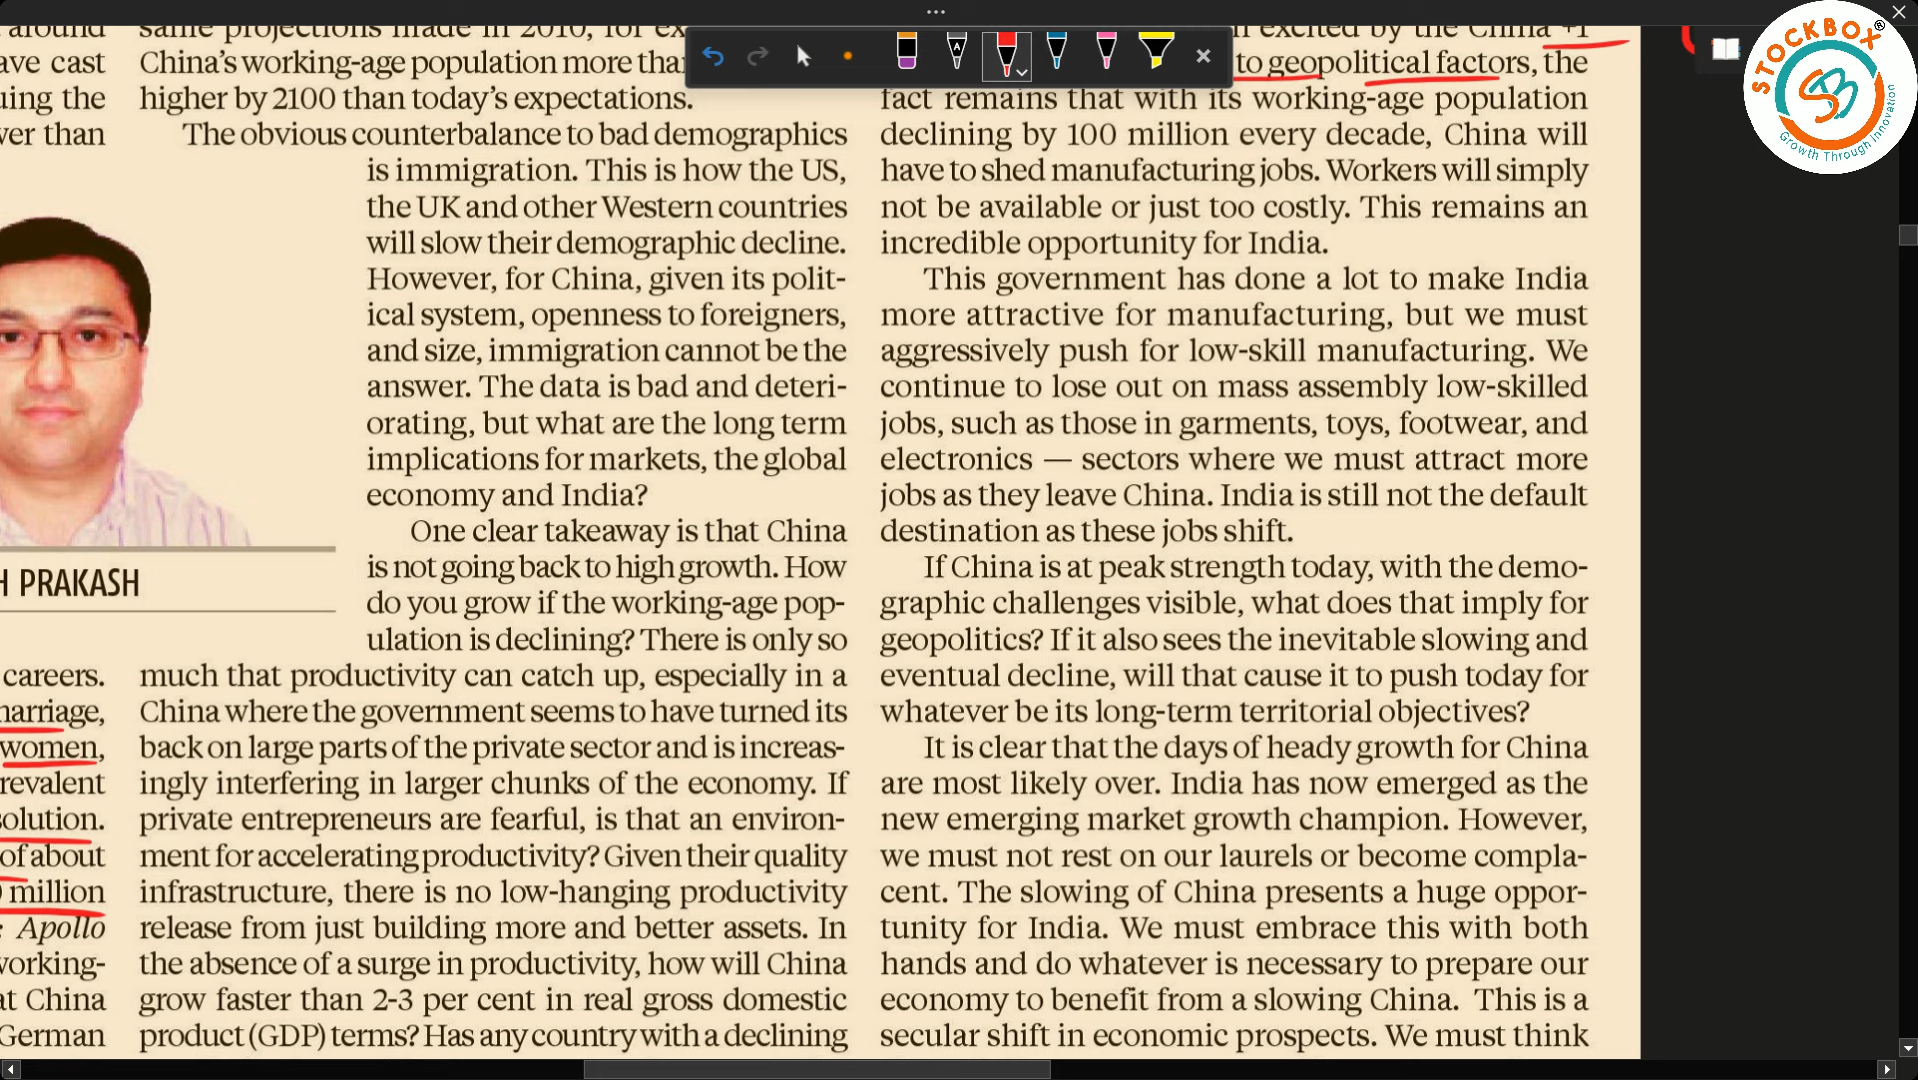 around
ave cast
uing the
ver than
H PRAKASH
careers.
marriage,
women,
revalent
solution.
of about
million
: Apollo
working-
at China
German
same projections made in 2010, for ex
China's working-age population more tha
higher by 2100 than today's expectations.
The obvious counterbalance to bad demographics
is immigration. This is how the US,
the UK and other Western countries
will slow their demographic decline.
However, for China, given its polit-
ical system, openness to foreigners,
and size, immigration cannot be the
answer. The data is bad and deteri-
orating, but what are the long term
implications for markets, the global
economy and India?
One clear takeaway is that China
is not going back to high growth. How
do you grow if the working-age pop-
ulation is declining? There is only so
much that productivity can catch up, especially in a
China where the government seems to have turned its
back on large parts of the private sector and is increas-
ingly interfering in larger chunks of the economy. If
private entrepreneurs are fearful, is that an environ-
ment for accelerating productivity? Given their quality
infrastructure, there is no low-hanging productivity
release from just building more and better assets. In
the absence of a surge in productivity, how will China
grow faster than 2-3 per cent in real gross domestic
product (GDP) terms? Has any country with a declining
n excited by the China +1
to geopolitical factors, the
fact remains that with its working-age population
declining by 100 million every decade, China will
have to shed manufacturing jobs. Workers will simply
not be available or just too costly. This remains an
incredible opportunity for India.
This government has done a lot to make India
more attractive for manufacturing, but we must
aggressively push for low-skill manufacturing. We
continue to lose out on mass assembly low-skilled
jobs, such as those in garments, toys, footwear, and
electronics — sectors where we must attract more
jobs as they leave China. India is still not the default
destination as these jobs shift.
If China is at peak strength today, with the demo-
graphic challenges visible, what does that imply for
geopolitics? If it also sees the inevitable slowing and
eventual decline, will that cause it to push today for
whatever be its long-term territorial objectives?
It is clear that the days of heady growth for China
are most likely over. India has now emerged as the
new emerging market growth champion. However,
we must not rest on our laurels or become compla-
cent. The slowing of China presents a huge oppor-
tunity for India. We must embrace this with both
hands and do whatever is necessary to prepare our
economy to benefit from a slowing China. This is a
secular shift in economic prospects. We must think
STOCKBOX
®
SB
Growth Through Innovation